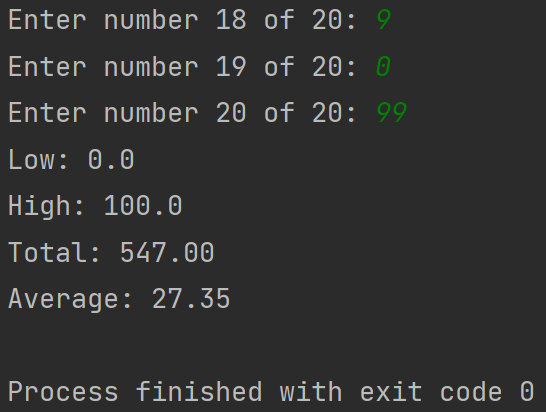 Enter number 18 of 20: 9
Enter number 19 of 20: 0
Enter number 20 of 20: 99
Low: 0.0
High: 100.0
Total: 547.00
Average: 27.35
Process finished with exit code 0